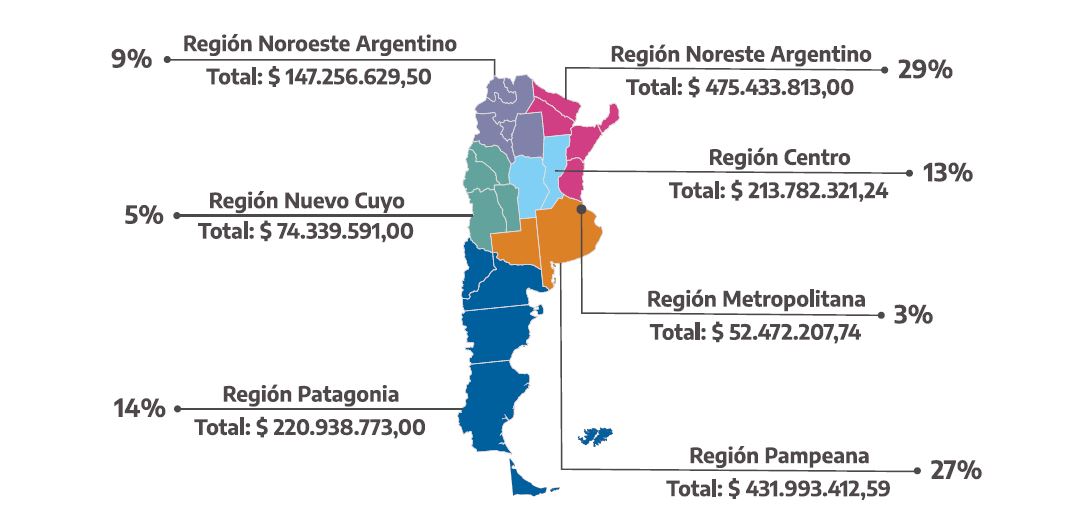 Región Noroeste Argentino
9%
Total: $ 147.256.629,50
Región Noreste Argentino
29%
Total: $ 475.433.813,00
Región Centro
13%
Total: $ 213.782.321,24
Región Nuevo Cuyo
5%
Total: $ 74.339.591,00
Región Metropolitana
3%
Total: $ 52.472.207,74
Región Patagonia
14%
Total: $ 220.938.773,00
Región Pampeana
27%
Total: $ 431.993.412,59